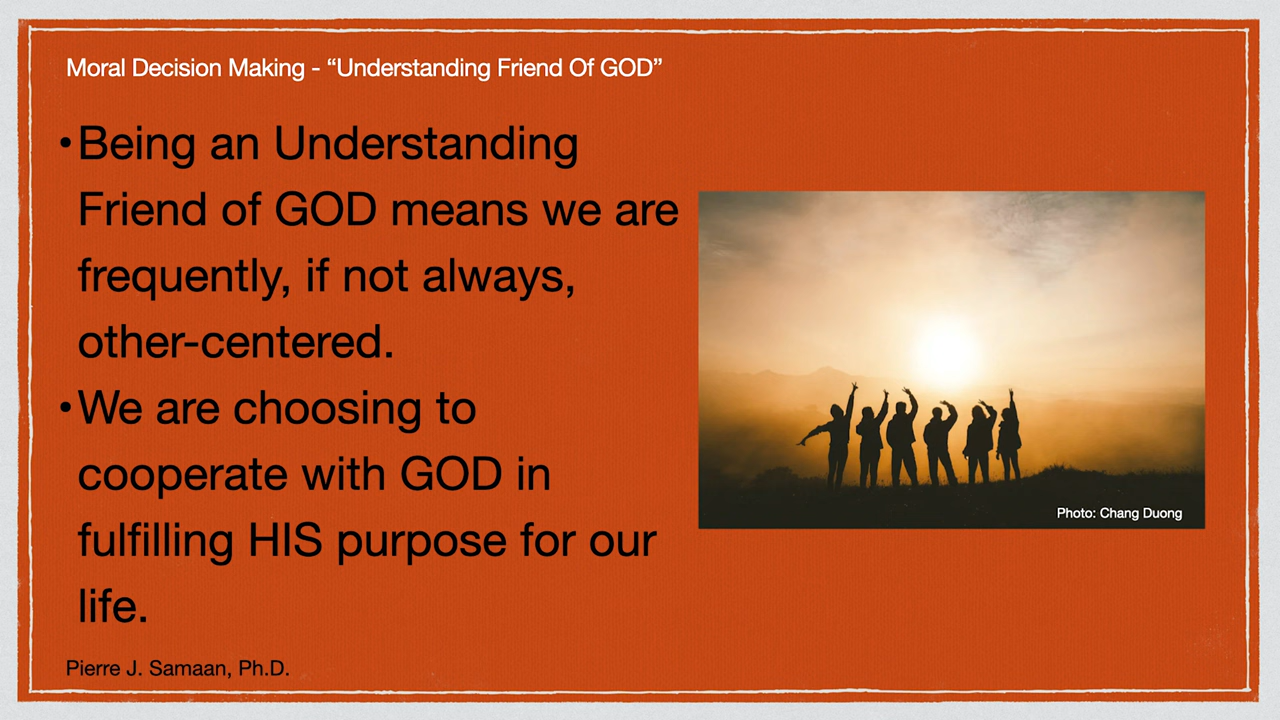 Moral Decision Making - “Understanding Friend Of GOD”
•Being an Understanding
Friend of GOD means we are
frequently, if not always,
other-centered.
•We are choosing to
cooperate with GOD in
fulfilling HIS purpose for our
life.
Photo: Chang Duong
Pierre J. Samaan, Ph.D.